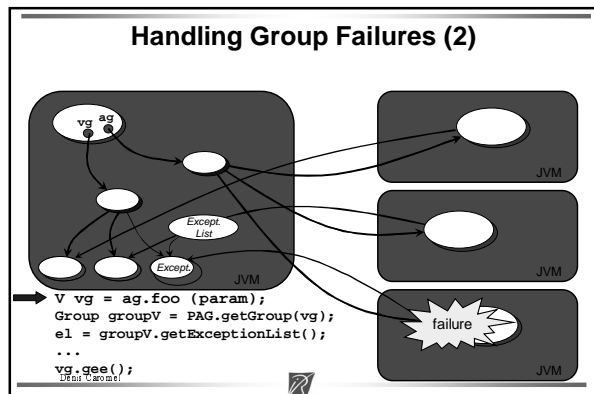 Handling Group Failures (2)
vg ag
JVM
Except.
List
Except.
JVM
JVM
V vg = ag.foo (param);
Group groupV = PAG.getGroup(vg);
el = groupV.getExceptionList();
...
vg.gee();
failure
JVM
Denis Caromel